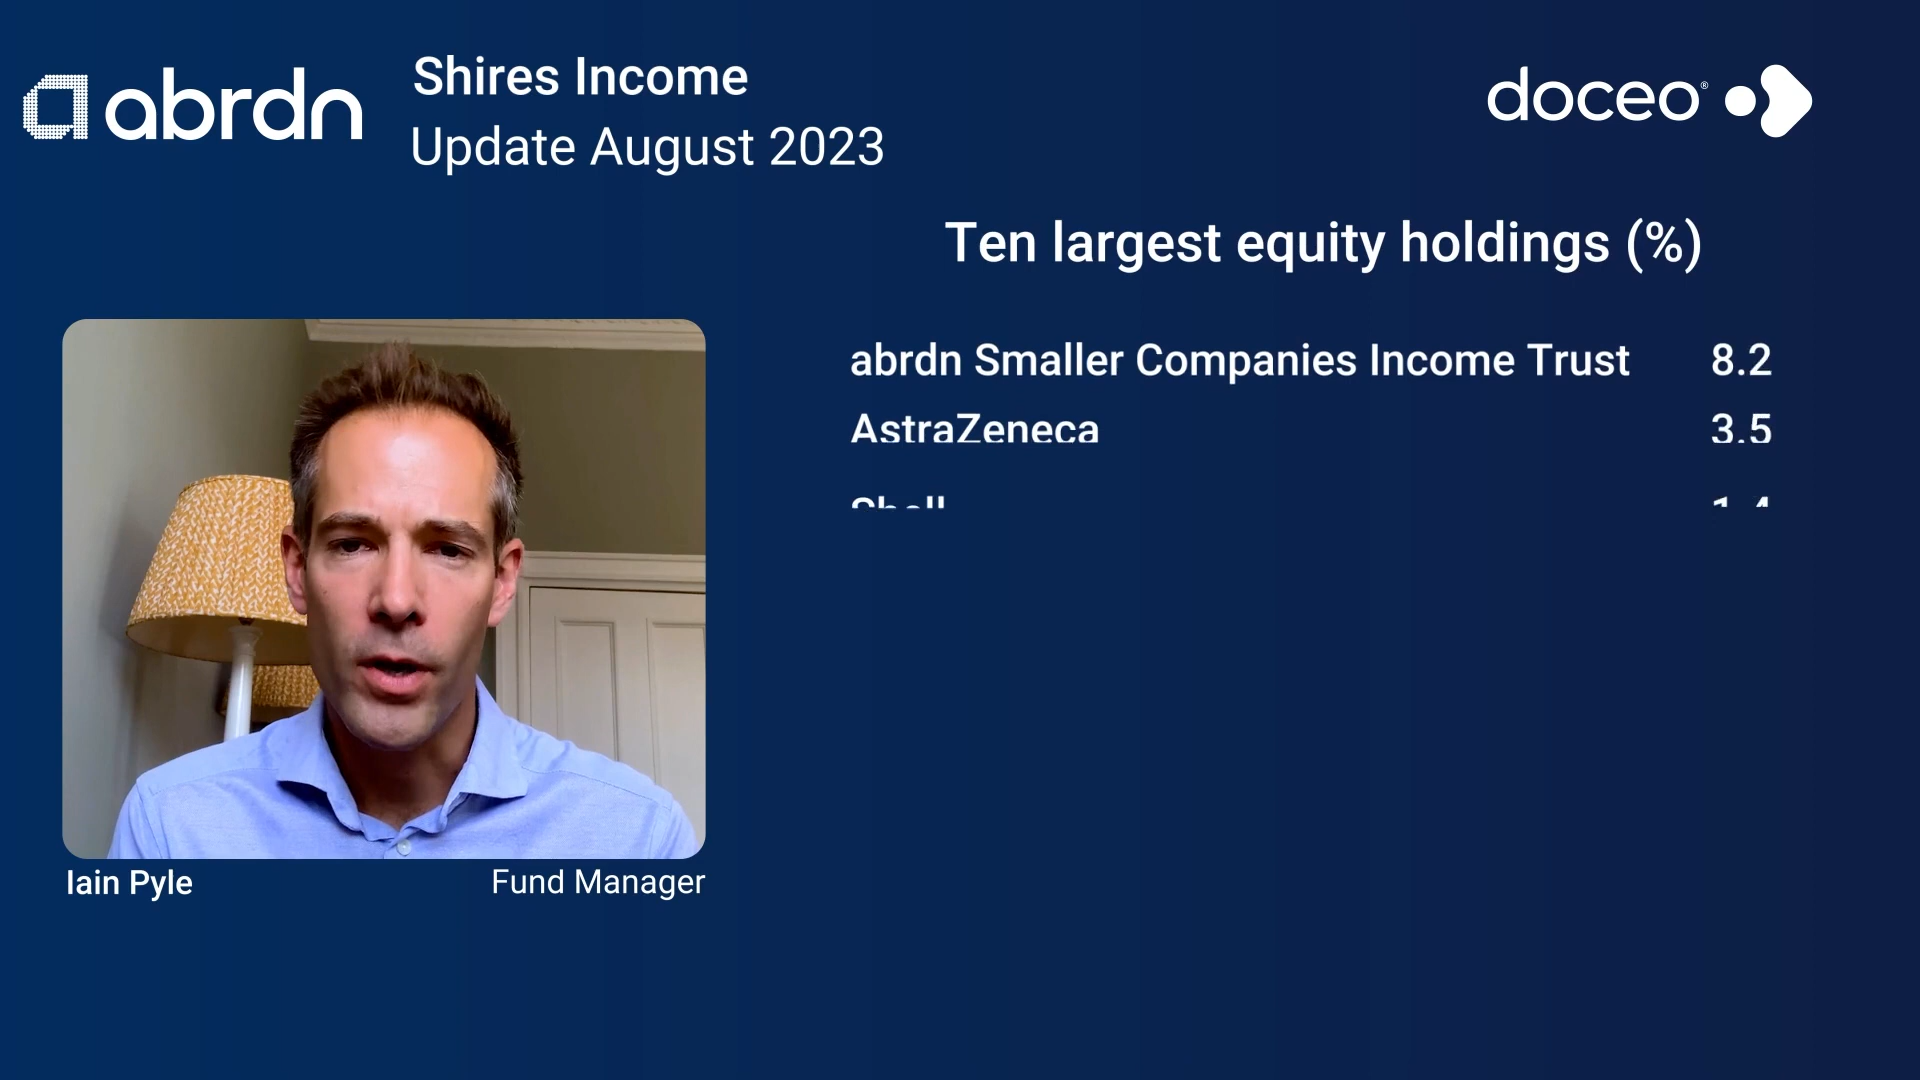 abrdn
Shires Income
Update August 2023
doceo®
Ten largest equity holdings (%)
abrdn Smaller Companies Income Trust 8.2
AstraZeneca 3.5
Shell
Iain Pyle
Fund Manager